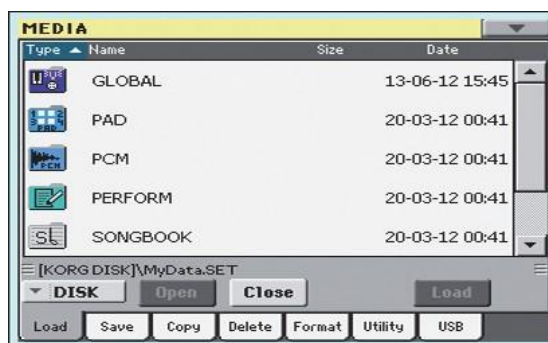 MEDIA
Type Name Size Date
GLOBAL 13-06-12 15:45
PAD 20-03-12 00:41
PCM 20-03-12 00:41
PERFORM 20-03-12 00:41
SONGBOOK 20-03-12 00:41
[KORG DISK]\MyData.SET
DISK Open Close Load
Load Save Copy Delete Format Utility USB